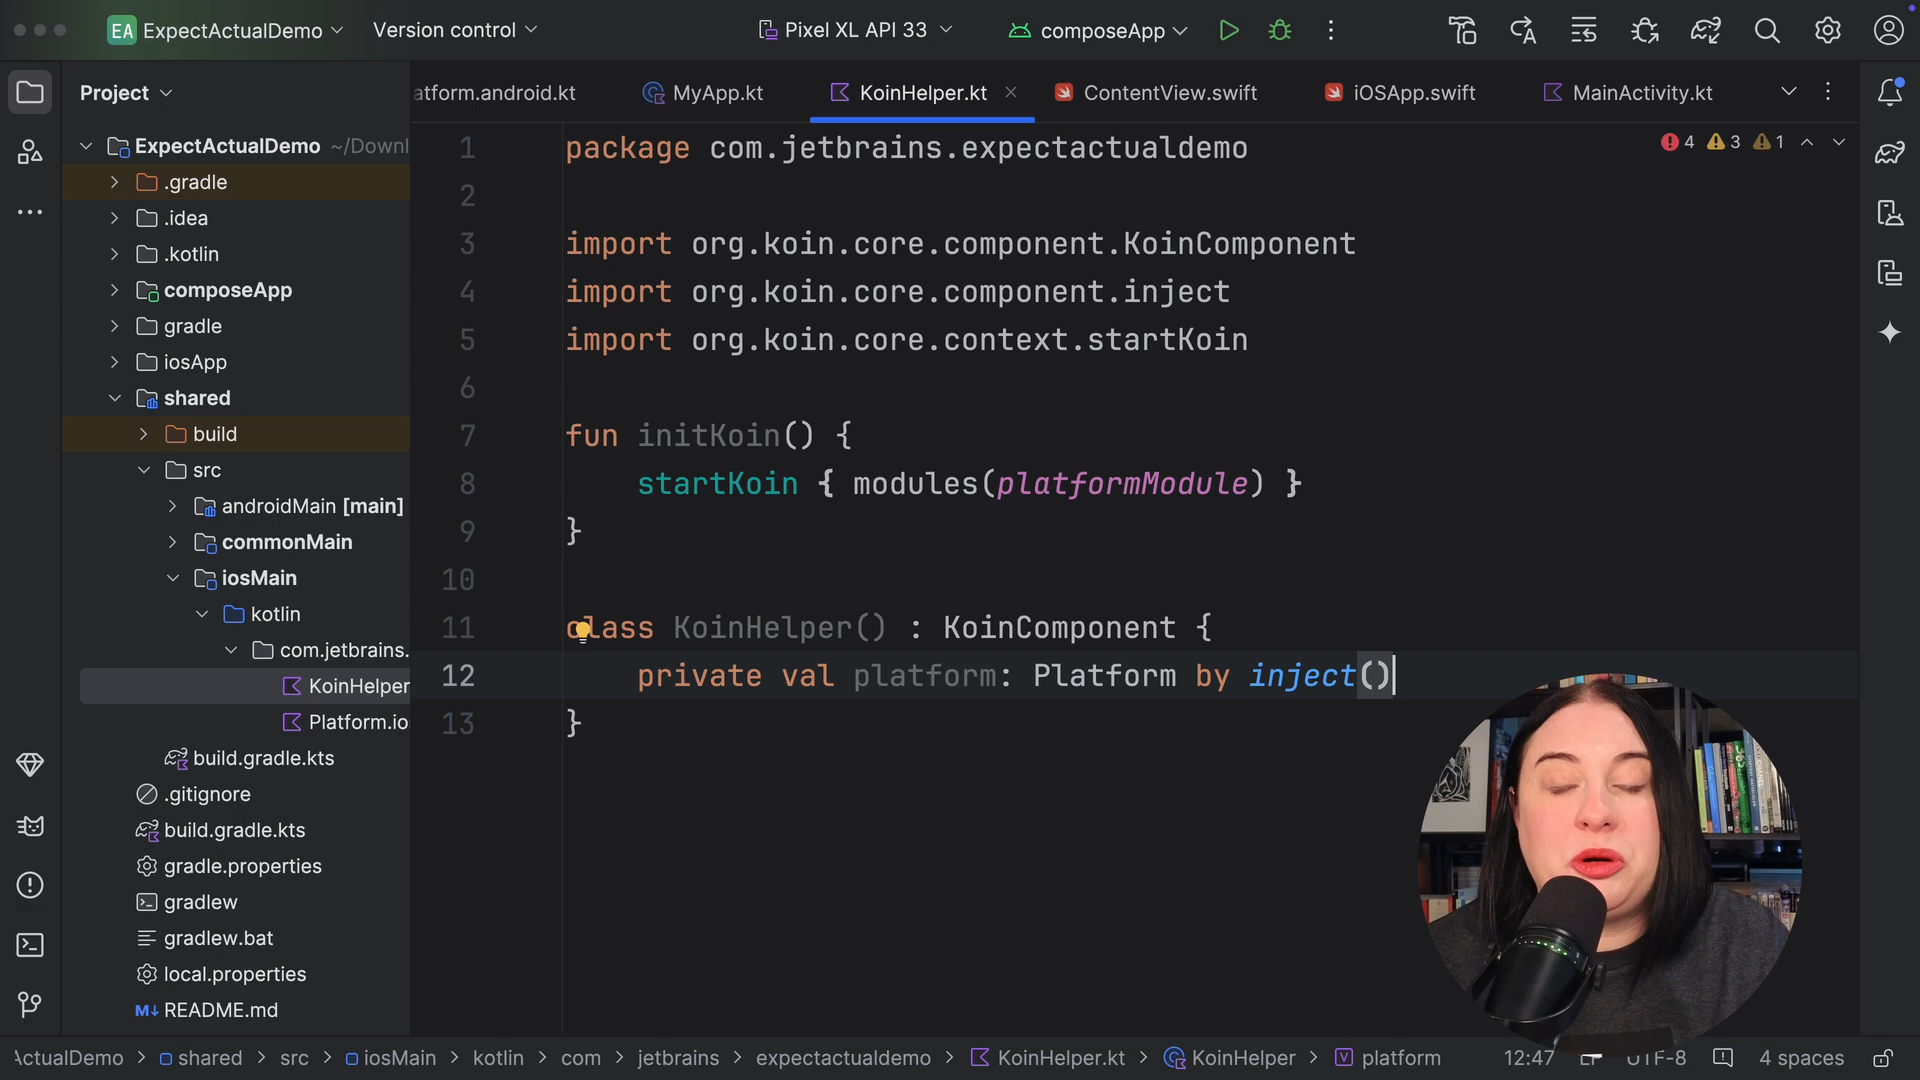 EA ExpectActualDemo Version control Pixel XL API 33 composeApp
Project
atform.android.kt MyApp.kt KoinHelper.kt ContentView.swift iOSApp.swift MainActivity.kt
4 3 1
ExpectActualDemo ~/Downl
.gradle
.idea
.kotlin
composeApp
gradle
iosApp
shared
build
src
androidMain [main]
commonMain
iosMain
kotlin
com.jetbrains.
KoinHelper
Platform.io
build.gradle.kts
.gitignore
build.gradle.kts
gradle.properties
gradlew
gradlew.bat
local.properties
M↓ README.md
1 package com.jetbrains.expectactualdemo
2
3 import org.koin.core.component.KoinComponent
4 import org.koin.core.component.inject
5 import org.koin.core.context.startKoin
6
7 fun initKoin() {
8 startKoin { modules(platformModule) }
9 }
10
11 class KoinHelper() : KoinComponent {
12 private val platform: Platform by inject()
13 }
ActualDemo > shared > src > iosMain > kotlin > com > jetbrains > expectactualdemo > KoinHelper.kt > KoinHelper > V platform 12:47 LF UTF-8 4 spaces